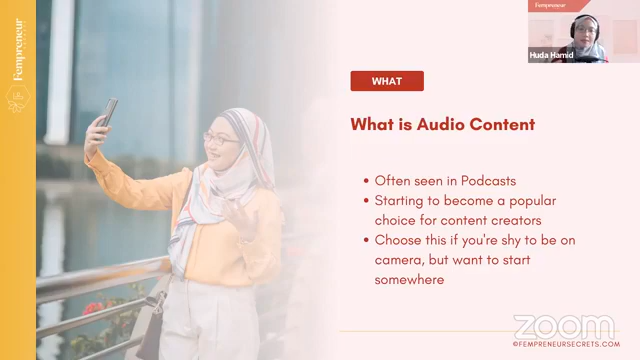 Fempreneur
Fempreneur
Huda Hamid
WHAT
What is Audio Content
• Often seen in Podcasts
• Starting to become a popular
choice for content creators
• Choose this if you're shy to be on
camera, but want to start
somewhere
zoom
©FEMPRENEURSECRETS.COM